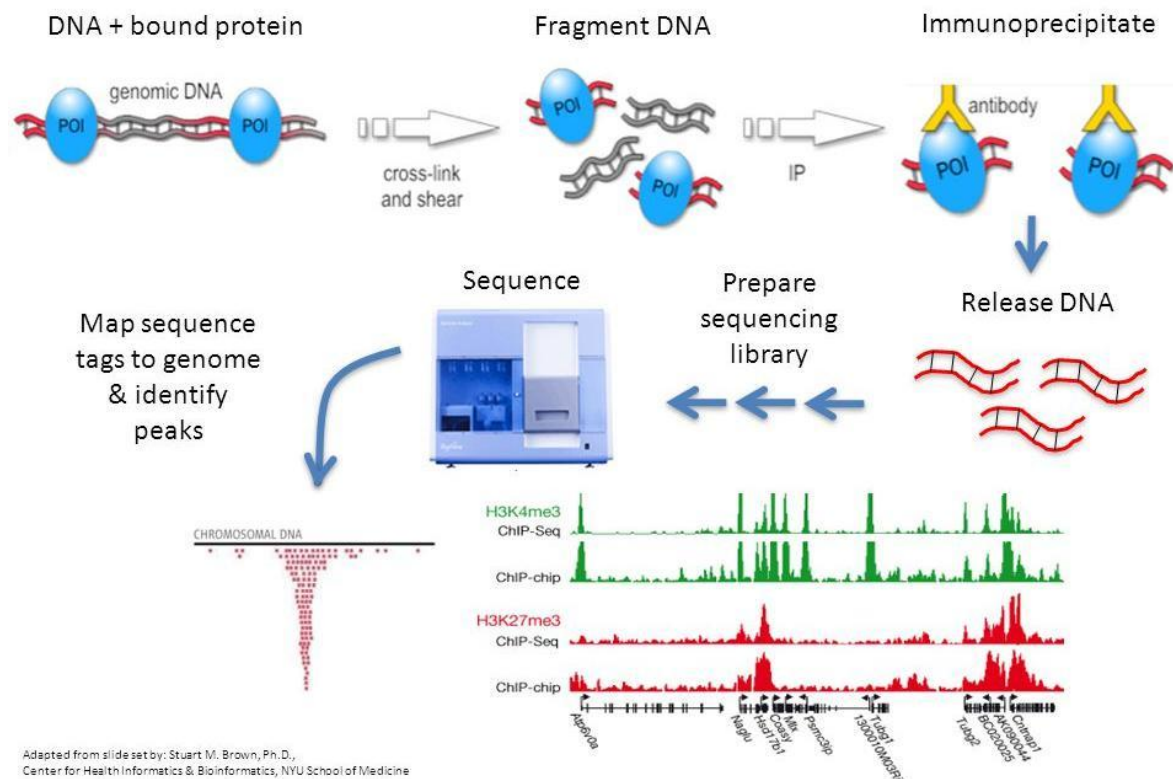 DNA + bound protein
Fragment DNA
Immunoprecipitate
genomic DNA
POI
POI
cross-link
and shear
POI
POI
IP
antibody
POI
POI
Map sequence
tags to genome
& identify
peaks
Sequence
Prepare
sequencing
library
Release DNA
CHROMOSOMAL DNA
H3K4me3
ChIP-Seq
ChIP-chip
H3K27me3
ChIP-Seq
ChIP-chip
Atp6v0a
Naglu
Hsd17b1
Coasy
Mlx
Psmc3ip
1300010M03Ri
Tubg1
Tubg2
BC020025
AK090044
Cntnap1
Adapted from slide set by: Stuart M. Brown, Ph.D.,
Center for Health Informatics & Bioinformatics, NYU School of Medicine